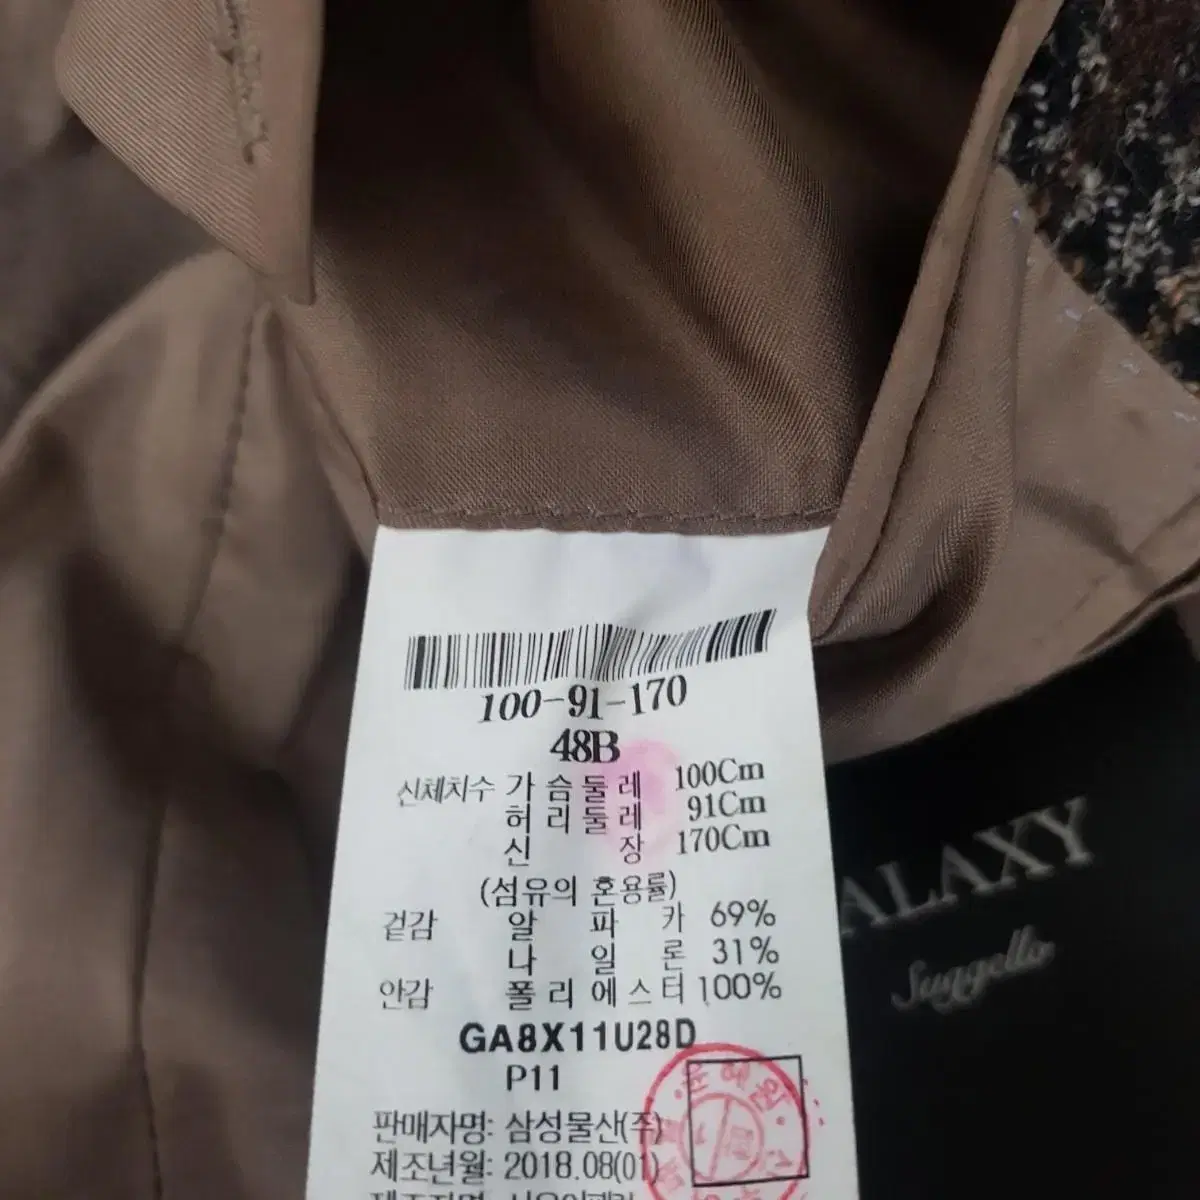 100-91-170
48B
신체치수 가슴둘레 100Cm
허리둘레 91Cm
신 장 170Cm
(섬유의 혼용률)
겉감 알 파 카 69%
나 일 론 31%
안감 폴리에스터 100%
GA8X11U28D
P11
판매자명: 삼성물산(주)
제조년월: 2018.08(01)
ALAXY
Suggello